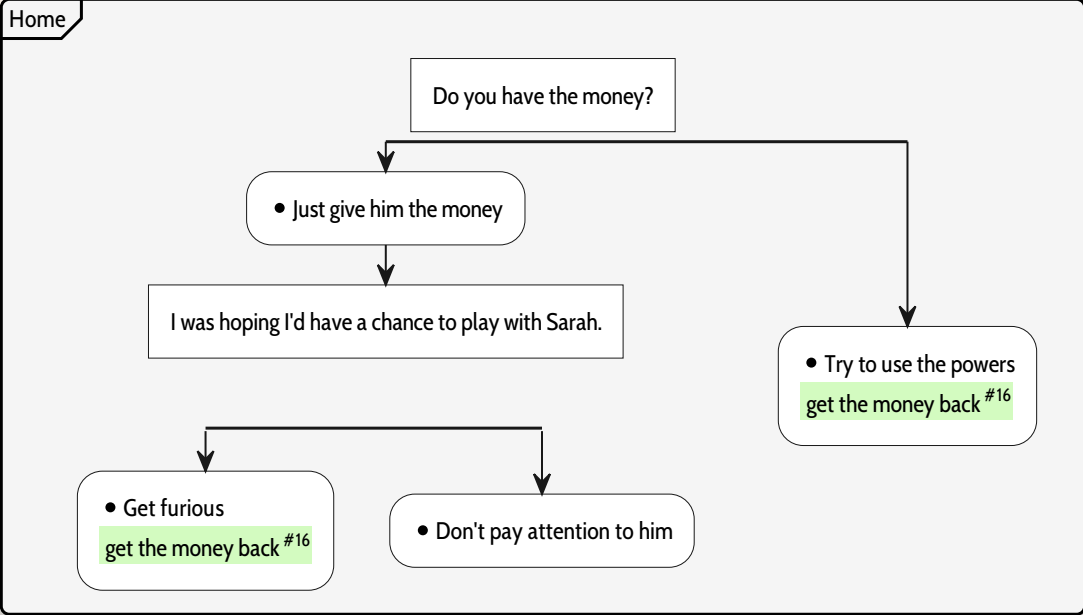 Home
Do you have the money?
• Just give him the money
I was hoping I'd have a chance to play with Sarah.
• Try to use the powers
get the money back #16
• Get furious
get the money back #16
• Don't pay attention to him